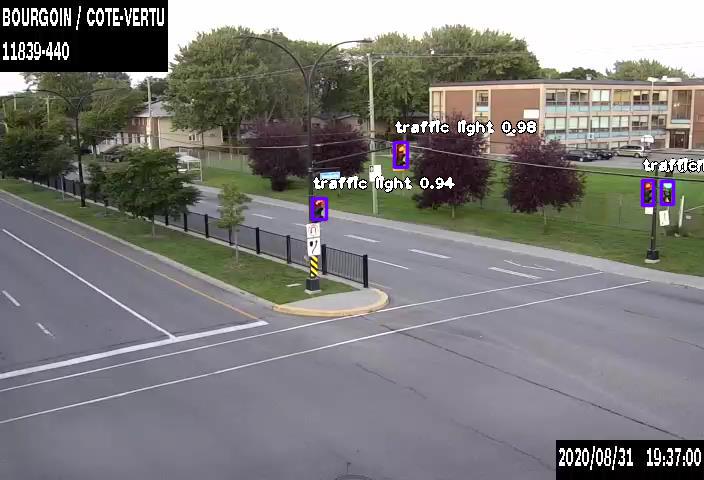 BOURGOIN / COTE-VERTU
11839-440
traffic light 0.98
traffic
traffic light 0.94
2020/08/31 19:37:00